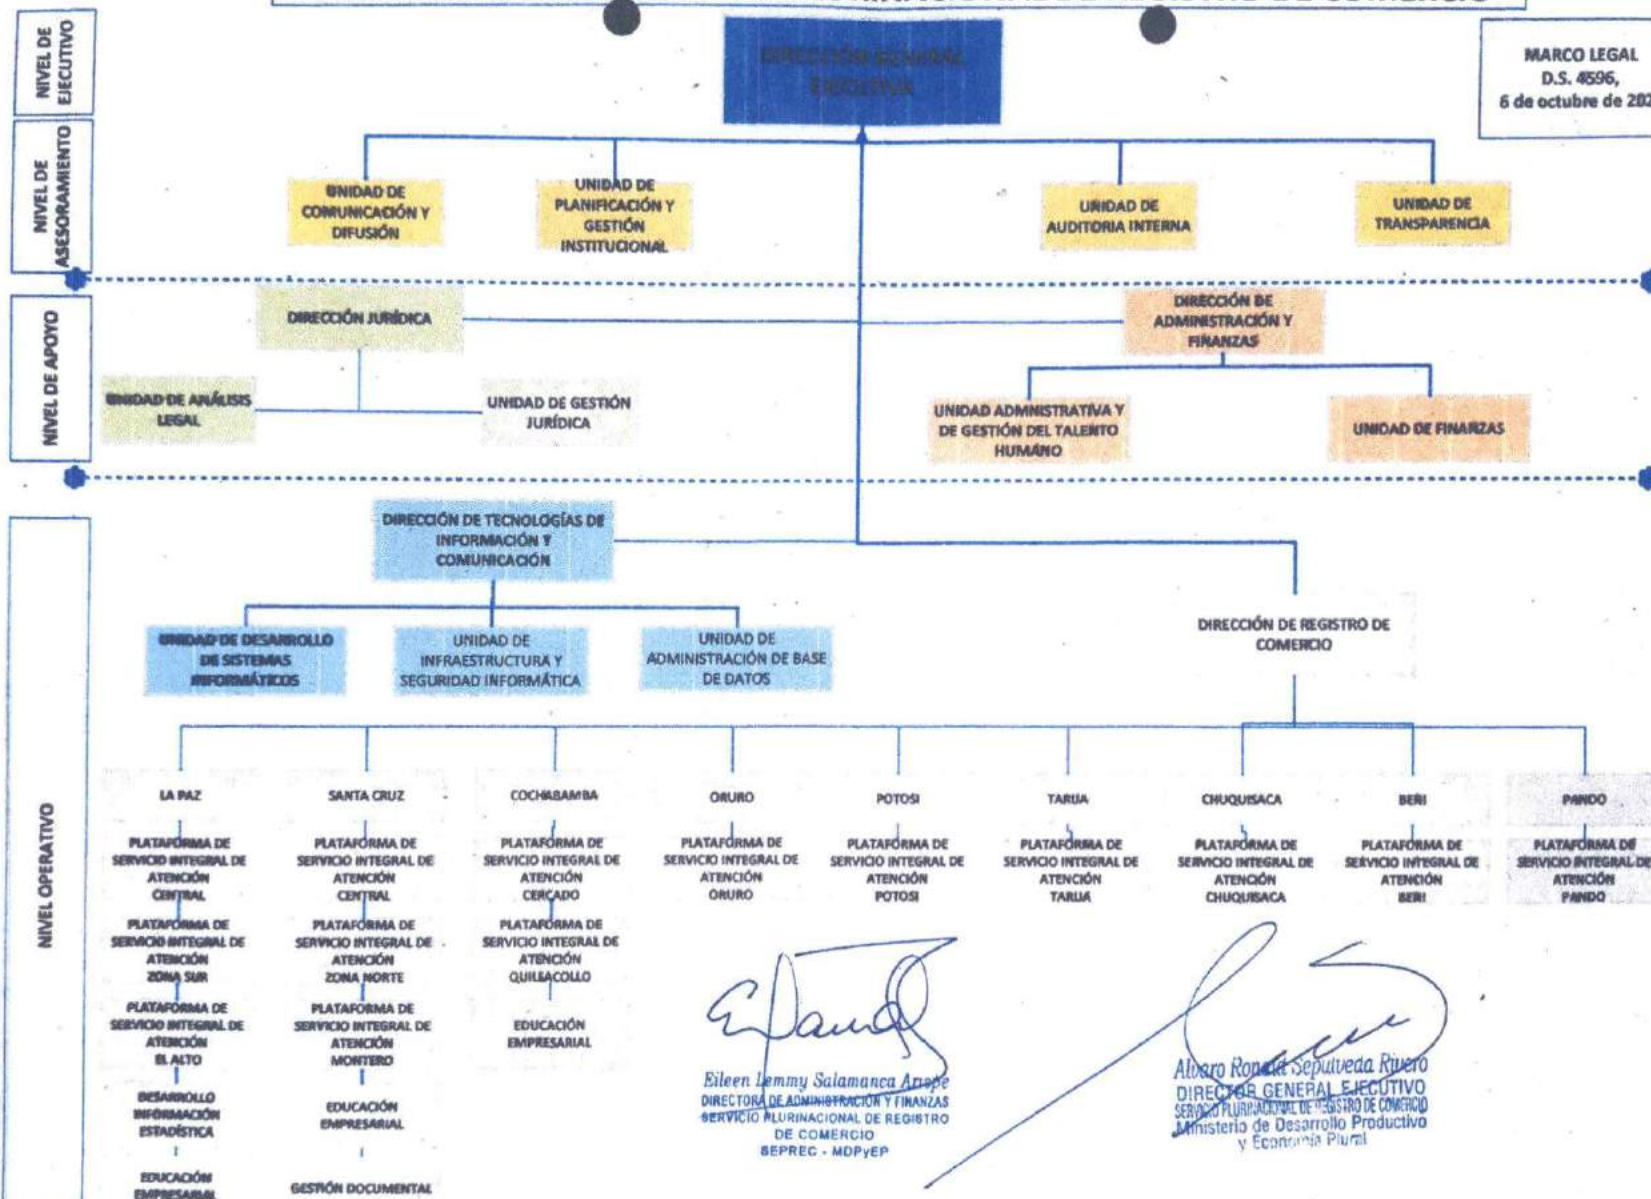 REGISTRO DE COMERCIO
NIVEL DE
EJECUTIVO
DIRECCIÓN GENERAL
EJECUTIVA
MARCO LEGAL
D.S. 4596,
6 de octubre de 202
NIVEL DE
ASESORAMIENTO
UNIDAD DE
COMUNICACIÓN Y
DIFUSIÓN
UNIDAD DE
PLANIFICACIÓN Y
GESTIÓN
INSTITUCIONAL
UNIDAD DE
AUDITORIA INTERNA
UNIDAD DE
TRANSPARENCIA
NIVEL DE APOYO
DIRECCIÓN JURÍDICA
DIRECCIÓN DE
ADMINISTRACIÓN Y
FINANZAS
UNIDAD DE ANÁLISIS
LEGAL
UNIDAD DE GESTIÓN
JURÍDICA
UNIDAD ADMNISTRATIVA Y
DE GESTIÓN DEL TALENTO
HUMANO
UNIDAD DE FINANZAS
NIVEL OPERATIVO
DIRECCIÓN DE TECNOLOGÍAS DE
INFORMACIÓN Y
COMUNICACIÓN
UNIDAD DE DESARROLLO
DE SISTEMAS
INFORMÁTICOS
UNIDAD DE
INFRAESTRUCTURA Y
SEGURIDAD INFORMÁTICA
UNIDAD DE
ADMINISTRACIÓN DE BASE
DE DATOS
DIRECCIÓN DE REGISTRO DE
COMERCIO
LA PAZ
PLATAFORMA DE
SERVICIO INTEGRAL DE
ATENCIÓN
CENTRAL
PLATAFORMA DE
SERVICIO INTEGRAL DE
ATENCIÓN
ZONA SUR
PLATAFORMA DE
SERVICIO INTEGRAL DE
ATENCIÓN
EL ALTO
DESARROLLO
INFORMACIÓN
ESTADÍSTICA
EDUCACIÓN
EMPRESARIAL
SANTA CRUZ
PLATAFORMA DE
SERVICIO INTEGRAL DE
ATENCIÓN
CENTRAL
PLATAFORMA DE
SERVICIO INTEGRAL DE
ATENCIÓN
ZONA NORTE
PLATAFORMA DE
SERVICIO INTEGRAL DE
ATENCIÓN
MONTERO
EDUCACIÓN
EMPRESARIAL
GESTIÓN DOCUMENTAL
COCHABAMBA
PLATAFORMA DE
SERVICIO INTEGRAL DE
ATENCIÓN
CERCADO
PLATAFORMA DE
SERVICIO INTEGRAL DE
ATENCIÓN
QUILLACOLLO
EDUCACIÓN
EMPRESARIAL
ORURO
PLATAFORMA DE
SERVICIO INTEGRAL DE
ATENCIÓN
ORURO
POTOSI
PLATAFORMA DE
SERVICIO INTEGRAL DE
ATENCIÓN
POTOSI
TARIJA
PLATAFORMA DE
SERVICIO INTEGRAL DE
ATENCIÓN
TARIJA
CHUQUISACA
PLATAFORMA DE
SERVICIO INTEGRAL DE
ATENCIÓN
CHUQUISACA
BENI
PLATAFORMA DE
SERVICIO INTEGRAL DE
ATENCIÓN
BENI
PANDO
PLATAFORMA DE
SERVICIO INTEGRAL DE
ATENCIÓN
PANDO
Eileen Lemmy Salamanca
DIRECTORA DE ADMINISTRACIÓN Y FINANZAS
SERVICIO PLURINACIONAL DE REGISTRO
DE COMERCIO
SEPREC - MDPyEP
Alvaro Ronald Sepulveda Rivero
DIRECTOR GENERAL EJECUTIVO
SERVICIO PLURINACIONAL DE REGISTRO DE COMERCIO
Ministerio de Desarrollo Productivo
y Economía Plural